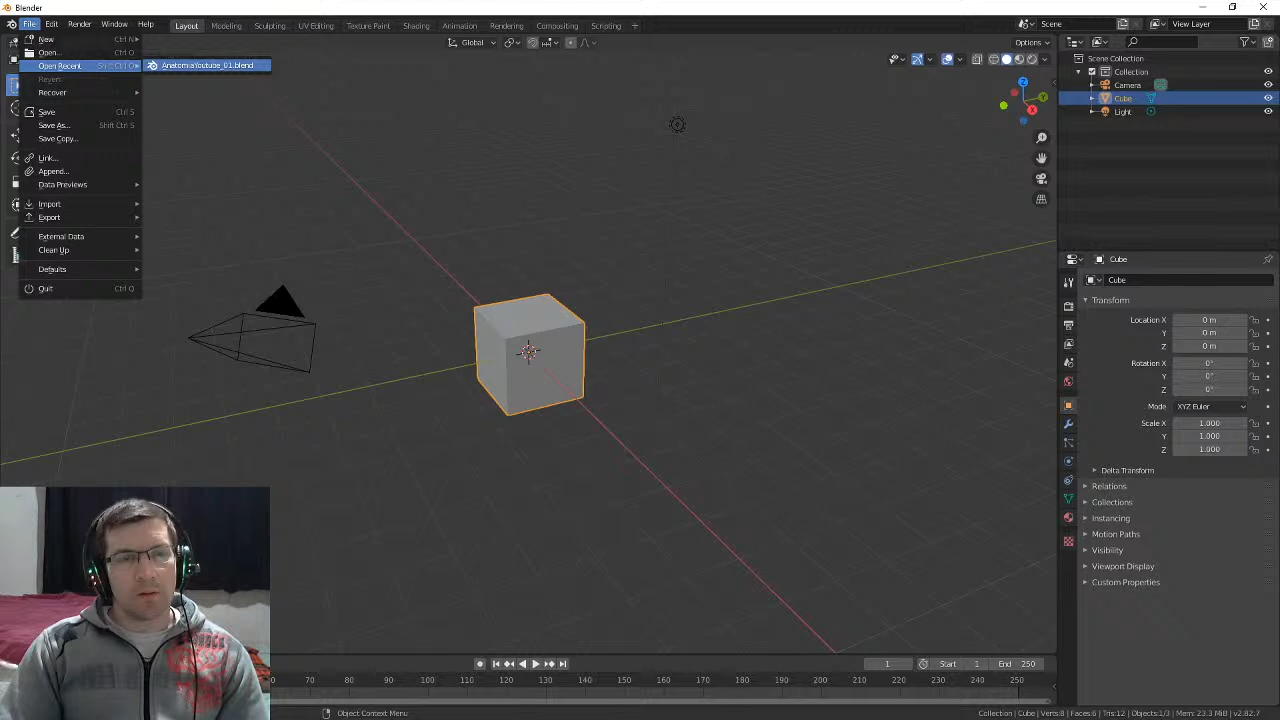 Blender
File Edit Render Window Help Layout Modeling Sculpting UV Editing Texture Paint Shading Animation Rendering Compositing Scripting + Scene View Layer
New Ctrl N
Open... Ctrl O
Open Recent Shift Ctrl O
AnatomiaYoutube_01.blend
Revert
Recover
Save Ctrl S
Save As... Shift Ctrl S
Save Copy...
Link...
Append...
Data Previews
Import
Export
External Data
Clean Up
Defaults
Quit Ctrl Q
Global
Options
Z
Y
X
Scene Collection
Collection
Camera
Cube
Light
Cube
Cube
Transform
Location X 0 m
Y 0 m
Z 0 m
Rotation X 0°
Y 0°
Z 0°
Mode XYZ Euler
Scale X 1.000
Y 1.000
Z 1.000
Delta Transform
Relations
Collections
Instancing
Motion Paths
Visibility
Viewport Display
Custom Properties
1 Start 1 End 250
60 70 80 90 100 110 120 130 140 150 160 170 180 190 200 210 220 230 240 250
Object Context Menu
Collection | Cube | Verts:8 | Faces:6 | Tris:12 | Objects:1/3 | Mem: 23.3 MiB | v2.82.7